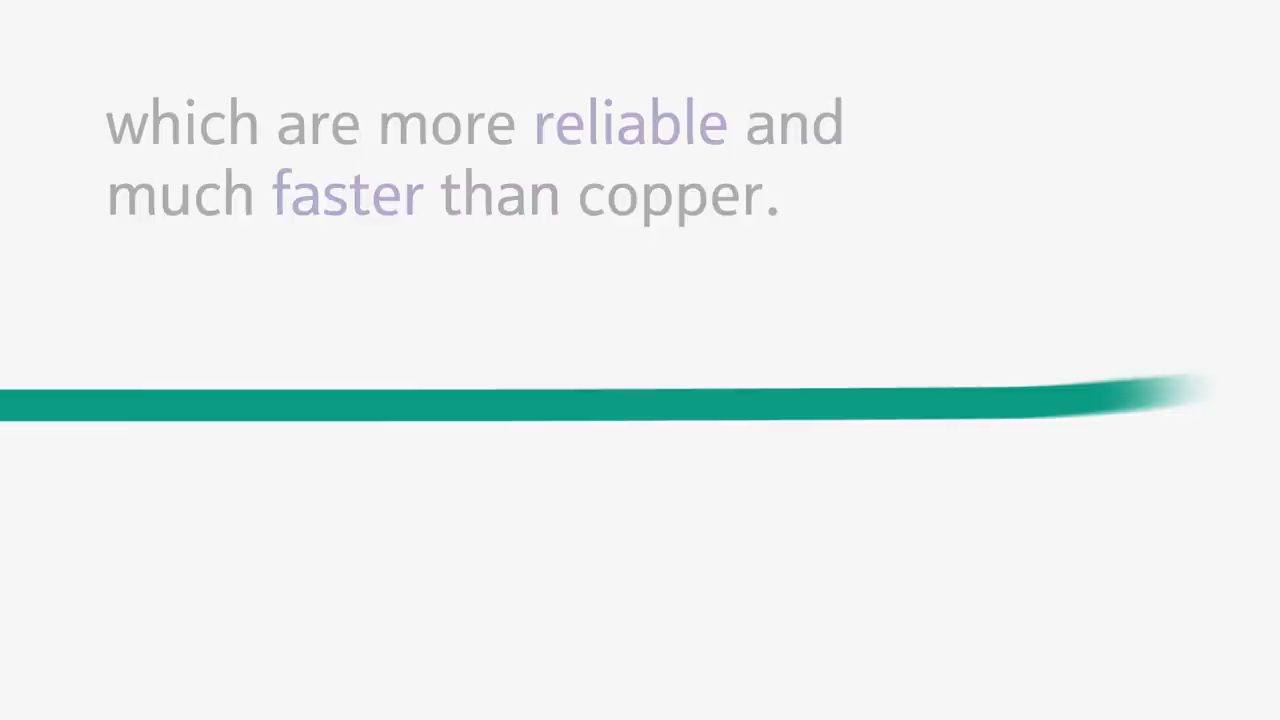 which are more reliable and
much faster than copper.